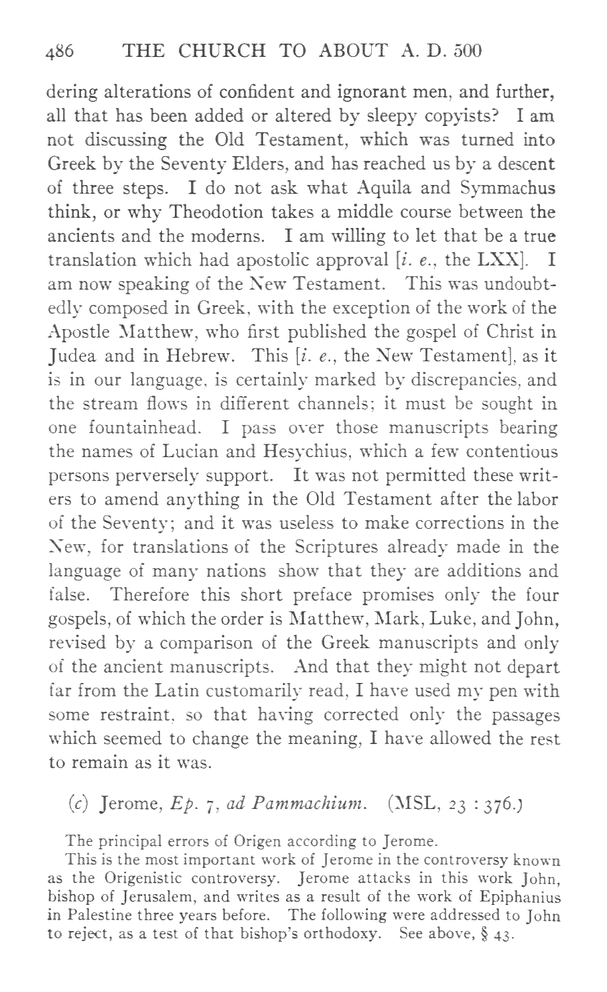 486 THE CHURCH TO ABOUT A. D. 500
dering alterations of confident and ignorant men, and further,
all that has been added or altered by sleepy copyists? I am
not discussing the Old Testament, which was turned into
Greek by the Seventy Elders, and has reached us by a descent
of three steps. I do not ask what Aquila and Symmachus
think, or why Theodotion takes a middle course between the
ancients and the moderns. I am willing to let that be a true
translation which had apostolic approval [i. e., the LXX]. I
am now speaking of the New Testament. This was undoubt-
edly composed in Greek, with the exception of the work of the
Apostle Matthew, who first published the gospel of Christ in
Judea and in Hebrew. This [i. e., the New Testament], as it
is in our language, is certainly marked by discrepancies, and
the stream flows in different channels; it must be sought in
one fountainhead. I pass over those manuscripts bearing
the names of Lucian and Hesychius, which a few contentious
persons perversely support. It was not permitted these writ-
ers to amend anything in the Old Testament after the labor
of the Seventy; and it was useless to make corrections in the
New, for translations of the Scriptures already made in the
language of many nations show that they are additions and
false. Therefore this short preface promises only the four
gospels, of which the order is Matthew, Mark, Luke, and John,
revised by a comparison of the Greek manuscripts and only
of the ancient manuscripts. And that they might not depart
far from the Latin customarily read, I have used my pen with
some restraint, so that having corrected only the passages
which seemed to change the meaning, I have allowed the rest
to remain as it was.
(c) Jerome, Ep. 7, ad Pammachium. (MSL, 23 : 376.)
The principal errors of Origen according to Jerome.
This is the most important work of Jerome in the controversy known
as the Origenistic controversy. Jerome attacks in this work John,
bishop of Jerusalem, and writes as a result of the work of Epiphanius
in Palestine three years before. The following were addressed to John
to reject, as a test of that bishop's orthodoxy. See above, § 43.